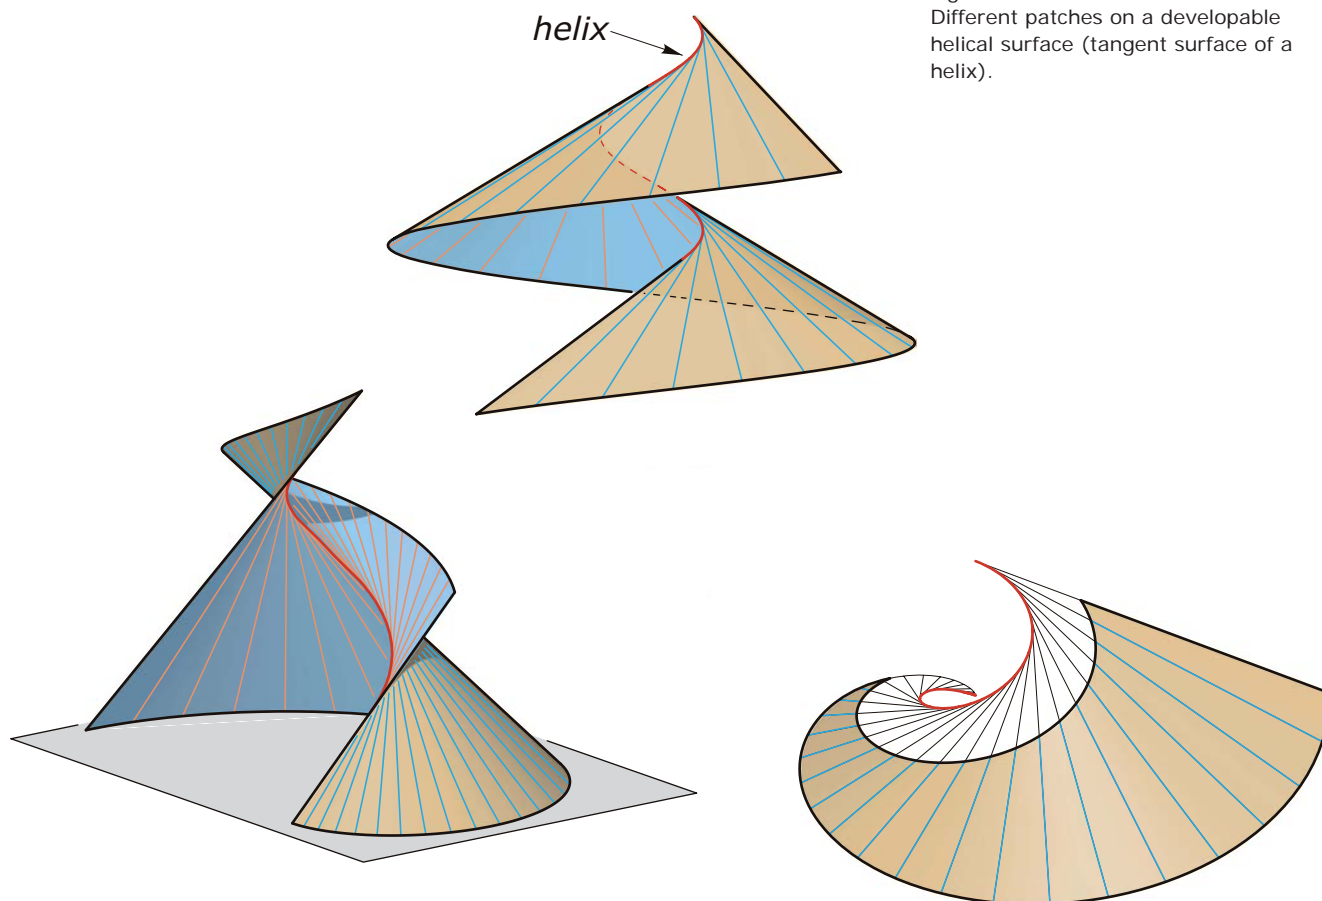 helix
Different patches on a developable
helical surface (tangent surface of a
helix).